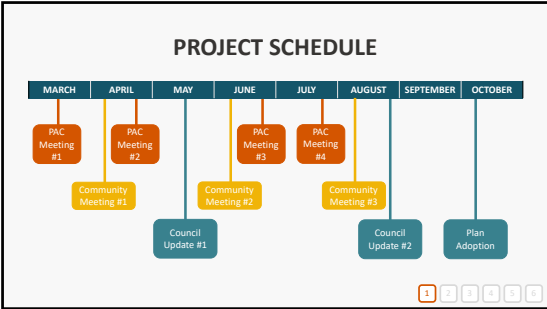 PROJECT SCHEDULE
MARCH APRIL MAY JUNE JULY AUGUST SEPTEMBER OCTOBER
PAC
Meeting
#1
PAC
Meeting
#2
PAC
Meeting
#3
PAC
Meeting
#4
Community
Meeting #1
Community
Meeting #2
Community
Meeting #3
Council
Update #1
Council
Update #2
Plan
Adoption
1 2 3 4 5 6